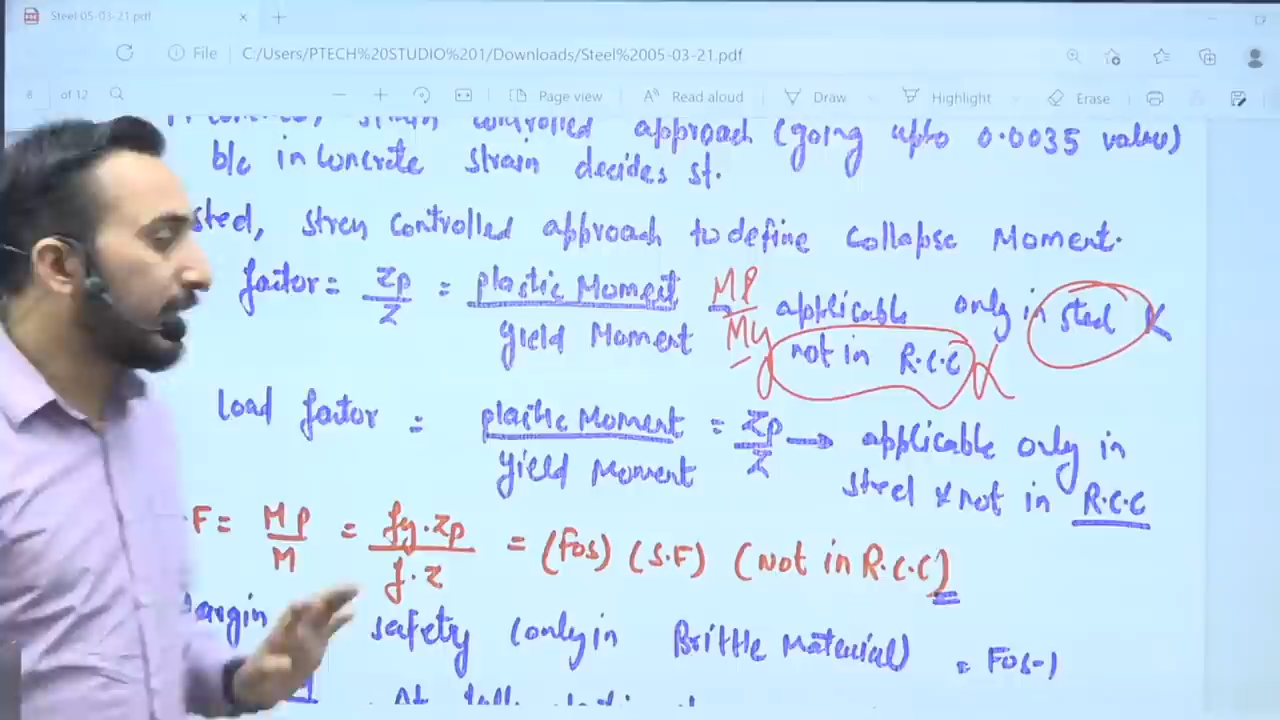 Steel 05-03-21.pdf
File C:/Users/PTECH%20STUDIO%201/Downloads/Steel%2005-03-21.pdf
8 of 12 Page view Read aloud Draw Highlight Erase
strain controlled approach (going upto 0.0035 value)
b/c in Concrete strain decides st.
steel, stress controlled approach to define Collapse Moment.
factor = Zp/Z = plastic Moment/yield Moment Mp/My applicable only in steel
not in R.C.C
Load factor = plastic Moment/yield Moment = Zp/Z → applicable only in
steel & not in R.C.C
F = Mp/M = fy.Zp/f.Z = (Fos) (S.F) (Not in R.C.C)
Margin safety (only in Brittle Material) = Fos-1